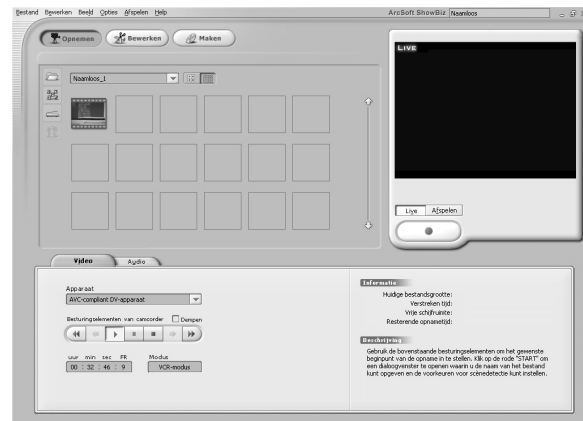 Bestand Bewerken Beeld Opties Afspelen Help
ArcSoft ShowBiz Naamloos
Opnemen Bewerken Maken
Naamloos_1
LIVE
Live Afspelen
Video Audio
Apparaat
AVC-compliant DV-apparaat
Besturingselementen van camcorder Dempen
uur min sec FR Modus
00 : 32 : 46 : 9 VCR-modus
Informatie
Huidige bestandsgrootte:
Verstreken tijd:
Vrije schijfruimte:
Resterende opnametijd:
Beschrijving
Gebruik de bovenstaande besturingselementen om het gewenste
beginpunt van de opname in te stellen. Klik op de rode "START" om
een dialoogvenster te openen waarin u de naam van het bestand
kunt opgeven en de voorkeuren voor scènedetectie kunt instellen.